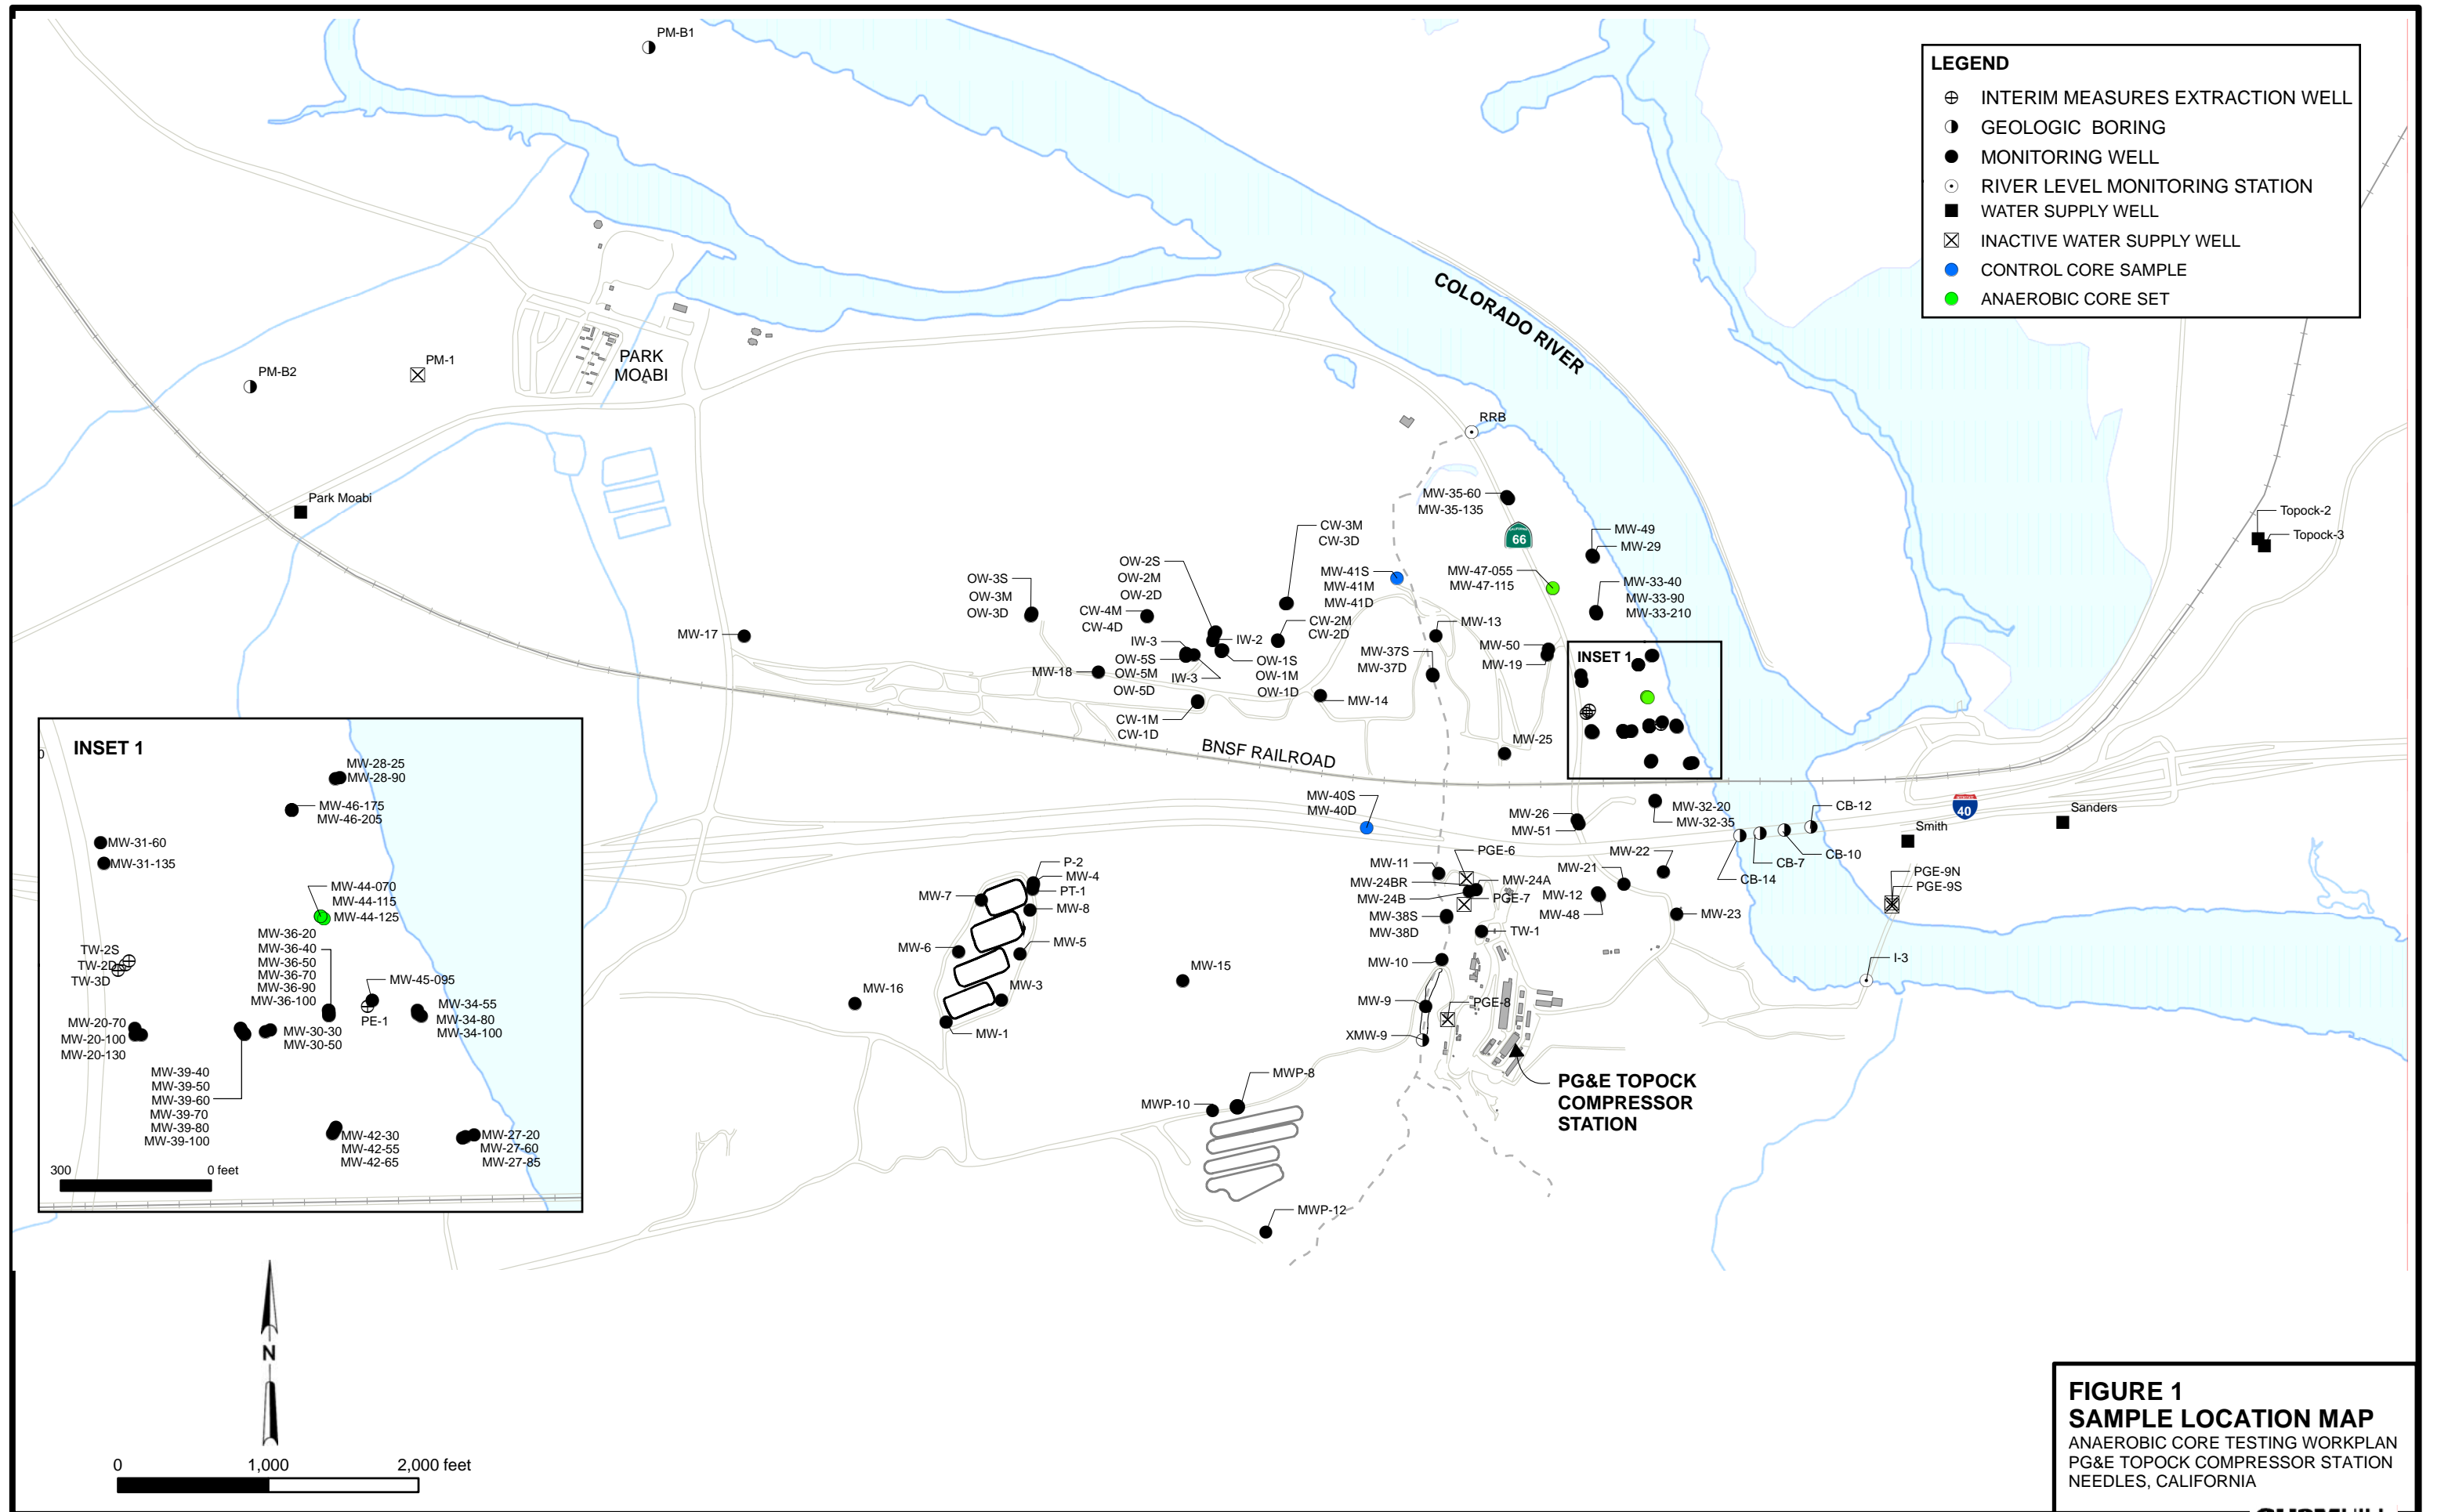 PM-B1
LEGEND
INTERIM MEASURES EXTRACTION WELL
GEOLOGIC BORING
MONITORING WELL
RIVER LEVEL MONITORING STATION
WATER SUPPLY WELL
INACTIVE WATER SUPPLY WELL
CONTROL CORE SAMPLE
ANAEROBIC CORE SET
COLORADO RIVER
PARK
MOABI
PM-B2
PM-1
RRB
Park Moabi
MW-35-60
MW-35-135
66
Topock-2
Topock-3
MW-49
MW-29
CW-3M
CW-3D
OW-2S
OW-2M
OW-2D
OW-3S
OW-3M
OW-3D
MW-41S
MW-41M
MW-41D
MW-47-055
MW-47-115
MW-33-40
MW-33-90
MW-33-210
CW-4M
CW-4D
CW-2M
CW-2D
MW-13
MW-17
IW-3
IW-2
MW-50
MW-19
MW-37S
MW-37D
INSET 1
OW-5S
OW-5M
OW-5D
IW-3
OW-1S
OW-1M
OW-1D
MW-18
MW-14
CW-1M
CW-1D
BNSF RAILROAD
MW-25
INSET 1
MW-28-25
MW-28-90
MW-46-175
MW-46-205
MW-31-60
MW-31-135
MW-44-070
MW-44-115
MW-44-125
MW-36-20
MW-36-40
MW-36-50
MW-36-70
MW-36-90
MW-36-100
TW-2S
TW-2D
TW-3D
MW-45-095
PE-1
MW-34-55
MW-34-80
MW-34-100
MW-20-70
MW-20-100
MW-20-130
MW-30-30
MW-30-50
MW-39-40
MW-39-50
MW-39-60
MW-39-70
MW-39-80
MW-39-100
MW-42-30
MW-42-55
MW-42-65
MW-27-20
MW-27-60
MW-27-85
300 0 feet
MW-40S
MW-40D
MW-26
MW-51
MW-32-20
MW-32-35
CB-12
40
Sanders
Smith
CB-10
CB-7
CB-14
P-2
MW-4
PT-1
MW-7
MW-8
MW-6
MW-5
MW-3
MW-16
MW-1
MW-15
PGE-6
MW-11
MW-24BR
MW-24A
MW-24B
PGE-7
MW-38S
MW-38D
TW-1
MW-22
MW-21
MW-12
MW-48
MW-23
PGE-9N
PGE-9S
MW-10
I-3
MW-9
PGE-8
XMW-9
MWP-8
MWP-10
PG&E TOPOCK
COMPRESSOR
STATION
MWP-12
N
0 1,000 2,000 feet
FIGURE 1
SAMPLE LOCATION MAP
ANAEROBIC CORE TESTING WORKPLAN
PG&E TOPOCK COMPRESSOR STATION
NEEDLES, CALIFORNIA